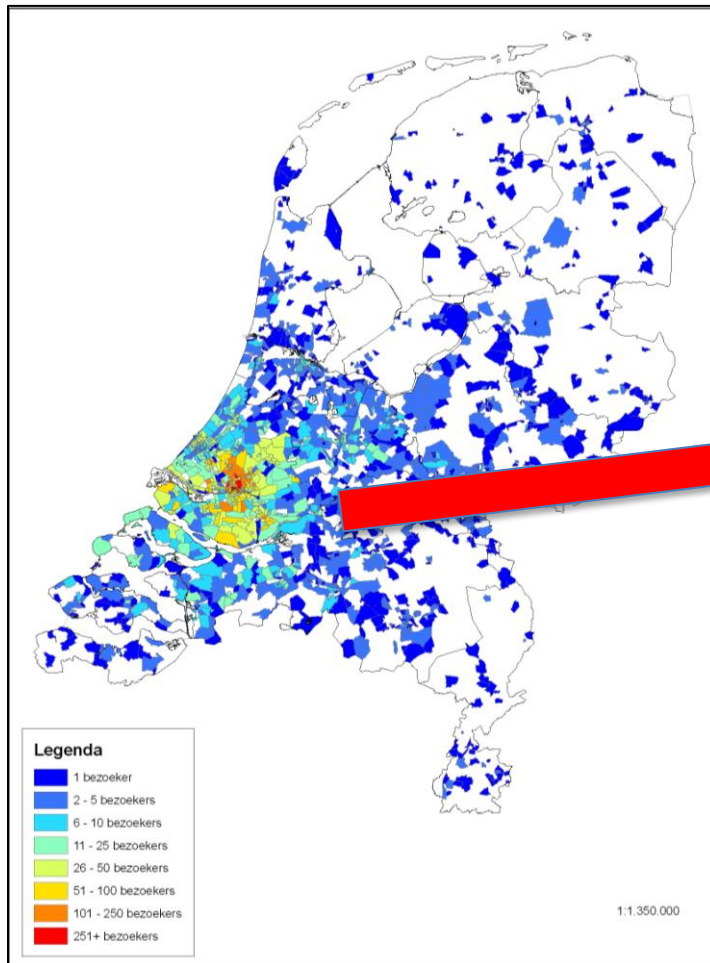 Legenda
1 bezoeker
2 - 5 bezoekers
6 - 10 bezoekers
11 - 25 bezoekers
26 - 50 bezoekers
51 - 100 bezoekers
101 - 250 bezoekers
251+ bezoekers
1:1.350.000